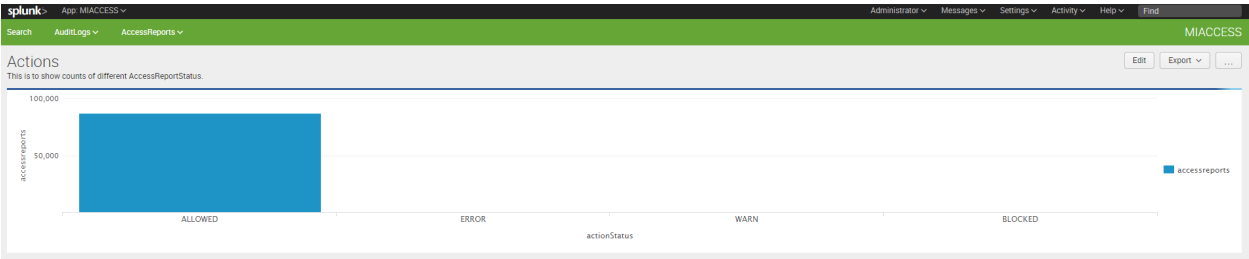 splunk> App: MIACCESS Administrator Messages Settings Activity Help Find
Search AuditLogs AccessReports MIACCESS
Actions Edit Export ...
This is to show counts of different AccessReportStatus.
100,000
50,000
accessreports
accessreports
ALLOWED ERROR WARN BLOCKED
actionStatus